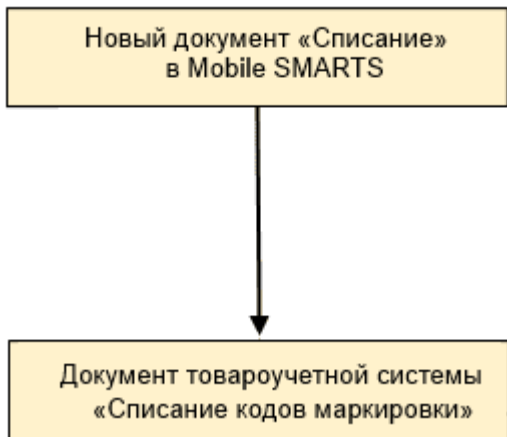 Новый документ «Списание»
в Mobile SMARTS
Документ товароучетной системы
«Списание кодов маркировки»